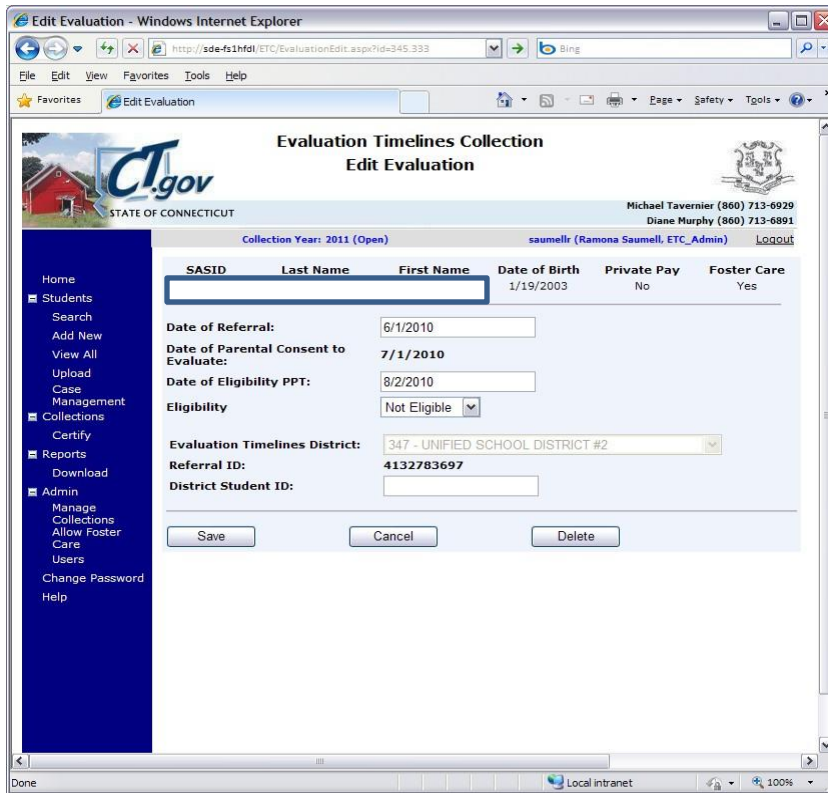 Edit Evaluation - Windows Internet Explorer
http://sde-fs1hfdl/ETC/EvaluationEdit.aspx?id=345.333
Bing
File Edit View Favorites Tools Help
Favorites Edit Evaluation Page Safety Tools
CT.gov
STATE OF CONNECTICUT
Evaluation Timelines Collection
Edit Evaluation
Michael Tavernier (860) 713-6929
Diane Murphy (860) 713-6891
Collection Year: 2011 (Open) saumellr (Ramona Saumell, ETC_Admin) Logout
Home
Students
Search
Add New
View All
Upload
Case
Management
Collections
Certify
Reports
Download
Admin
Manage
Collections
Allow Foster
Care
Users
Change Password
Help
SASID Last Name First Name Date of Birth Private Pay Foster Care
1/19/2003 No Yes
Date of Referral: 6/1/2010
Date of Parental Consent to
Evaluate: 7/1/2010
Date of Eligibility PPT: 8/2/2010
Eligibility Not Eligible
Evaluation Timelines District: 347 - UNIFIED SCHOOL DISTRICT #2
Referral ID: 4132783697
District Student ID:
Save Cancel Delete
Done Local intranet 100%